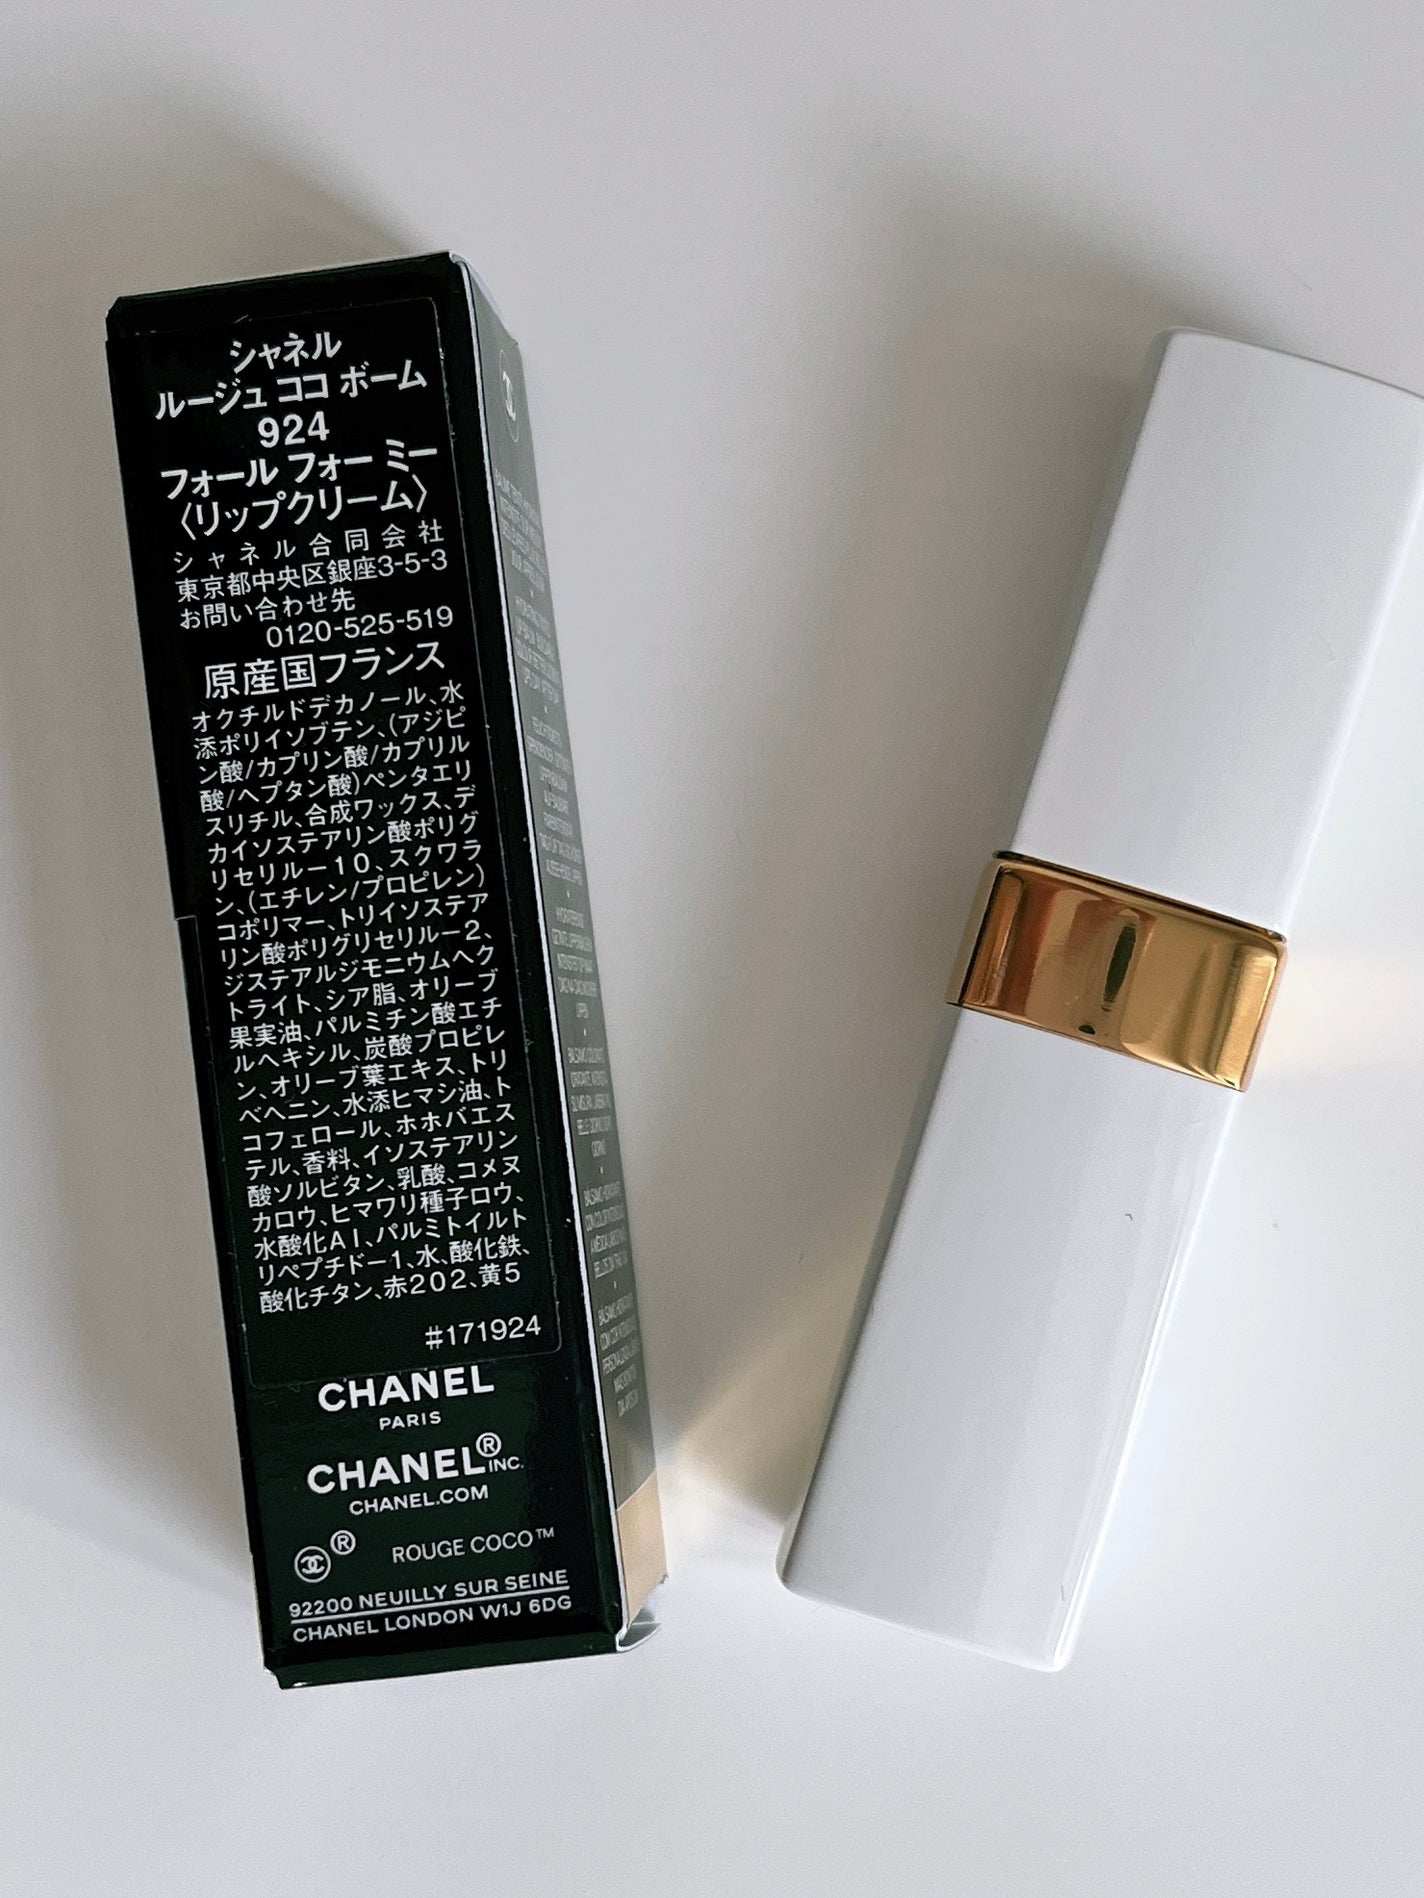 シャネル
ルージュ ココ ボーム
924
フォール フォー ミー
〈リップクリーム〉
シャネル合同会社
東京都中央区銀座3-5-3
お問い合わせ先
0120-525-519
原産国フランス
オクチルドデカノール、水
添ポリイソブテン、(アジピ
ン酸/カプリン酸/カプリル
酸/ヘプタン酸)ペンタエリ
スリチル、合成ワックス、デ
カイソステアリン酸ポリグ
リセリルー10、スクワラ
ン、(エチレン/プロピレン)
コポリマー、トリイソステア
リン酸ポリグリセリルー2、
ジステアルジモニウムヘク
トライト、シア脂、オリーブ
果実油、パルミチン酸エチ
ルヘキシル、炭酸プロピレ
ン、オリーブ葉エキス、トリ
ベヘニン、水添ヒマシ油、ト
コフェロール、ホホバエス
テル、香料、イソステアリン
酸ソルビタン、乳酸、コメヌ
カロウ、ヒマワリ種子ロウ、
水酸化AI、パルミトイルト
リペプチドー1、水、酸化鉄、
酸化チタン、赤202、黄5
#171924
CHANEL
PARIS
CHANEL® INC.
CHANEL.COM
® ROUGE COCO™
92200 NEUILLY SUR SEINE
CHANEL LONDON W1J 6DG